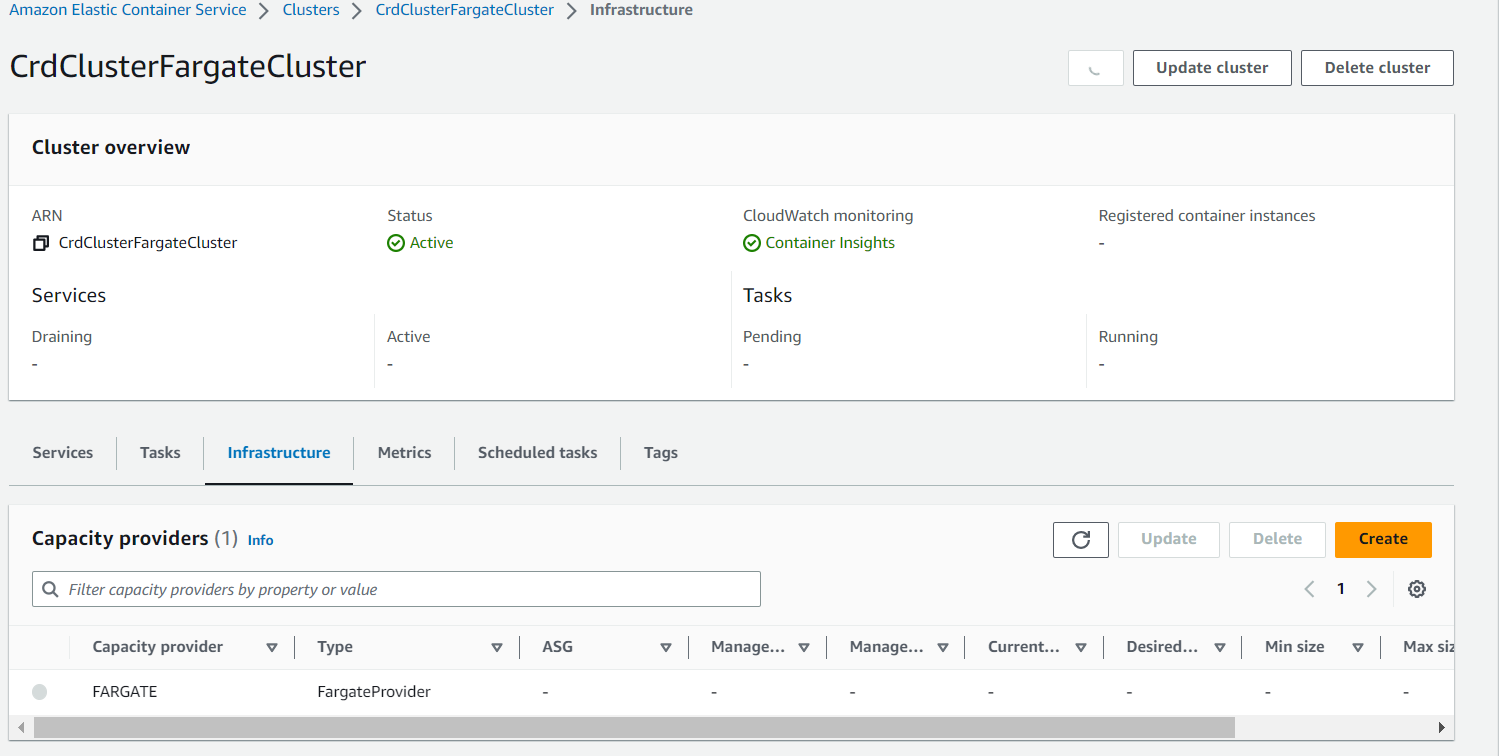 Amazon Elastic Container Service > Clusters > CrdClusterFargateCluster > Infrastructure
CrdClusterFargateCluster
Update cluster
Delete cluster
Cluster overview
ARN
Status
CloudWatch monitoring
Registered container instances
CrdClusterFargateCluster
Active
Container Insights
-
Services
Tasks
Draining
Active
Pending
Running
-
-
-
-
Services
Tasks
Infrastructure
Metrics
Scheduled tasks
Tags
Capacity providers (1) Info
Update
Delete
Create
Filter capacity providers by property or value
1
Capacity provider
Type
ASG
Manage...
Manage...
Current...
Desired...
Min size
Max siz
FARGATE
FargateProvider
-
-
-
-
-
-
-